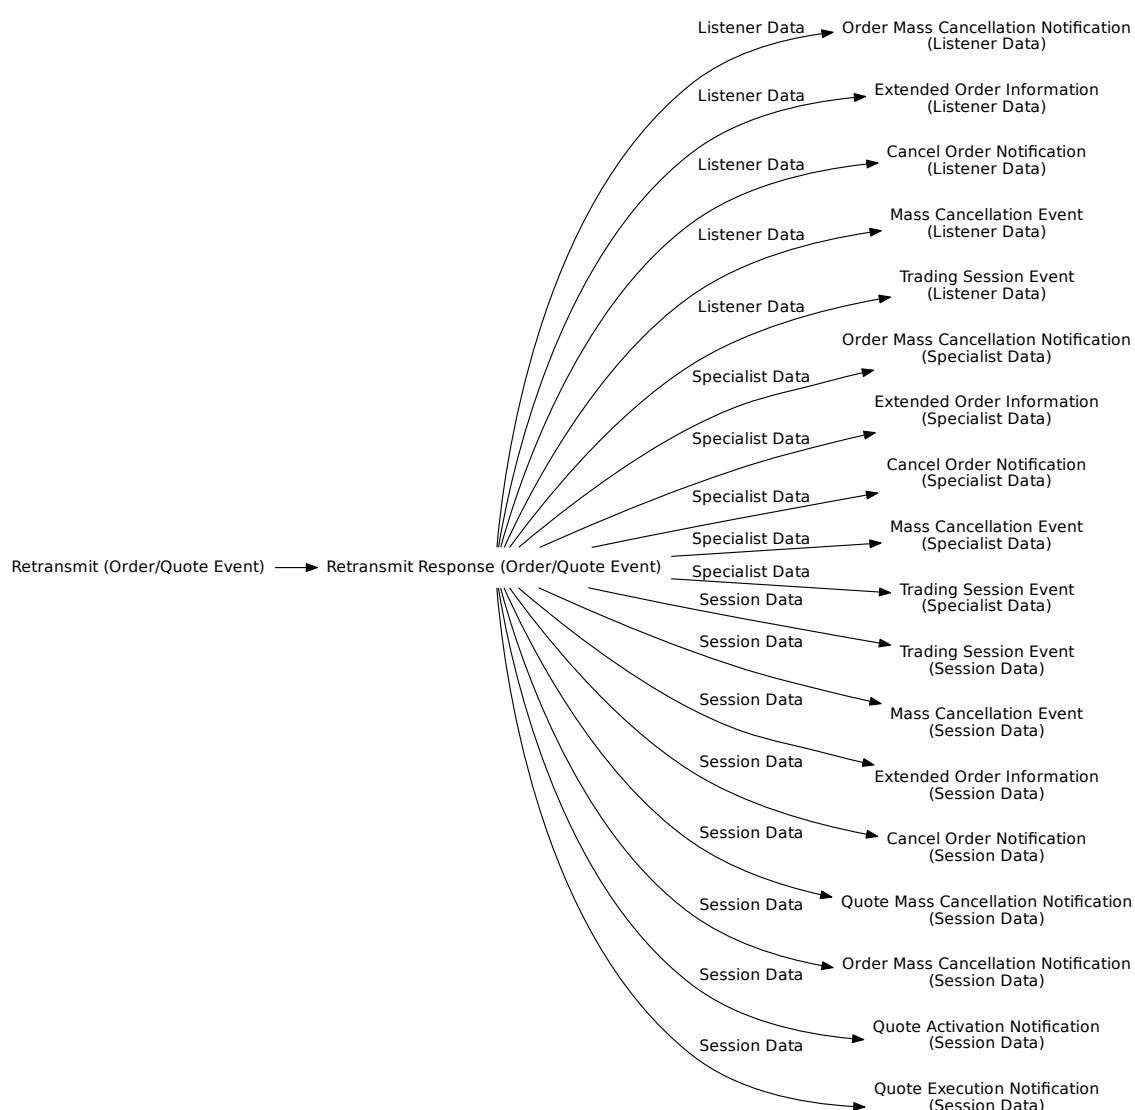 Listener Data
Order Mass Cancellation Notification
(Listener Data)
Listener Data
Extended Order Information
(Listener Data)
Listener Data
Cancel Order Notification
(Listener Data)
Listener Data
Mass Cancellation Event
(Listener Data)
Listener Data
Trading Session Event
(Listener Data)
Specialist Data
Order Mass Cancellation Notification
(Specialist Data)
Specialist Data
Extended Order Information
(Specialist Data)
Specialist Data
Cancel Order Notification
(Specialist Data)
Specialist Data
Mass Cancellation Event
(Specialist Data)
Retransmit (Order/Quote Event)
Retransmit Response (Order/Quote Event)
Specialist Data
Trading Session Event
(Specialist Data)
Session Data
Trading Session Event
(Session Data)
Session Data
Mass Cancellation Event
(Session Data)
Session Data
Extended Order Information
(Session Data)
Session Data
Cancel Order Notification
(Session Data)
Session Data
Quote Mass Cancellation Notification
(Session Data)
Session Data
Order Mass Cancellation Notification
(Session Data)
Session Data
Quote Activation Notification
(Session Data)
Session Data
Quote Execution Notification
(Session Data)